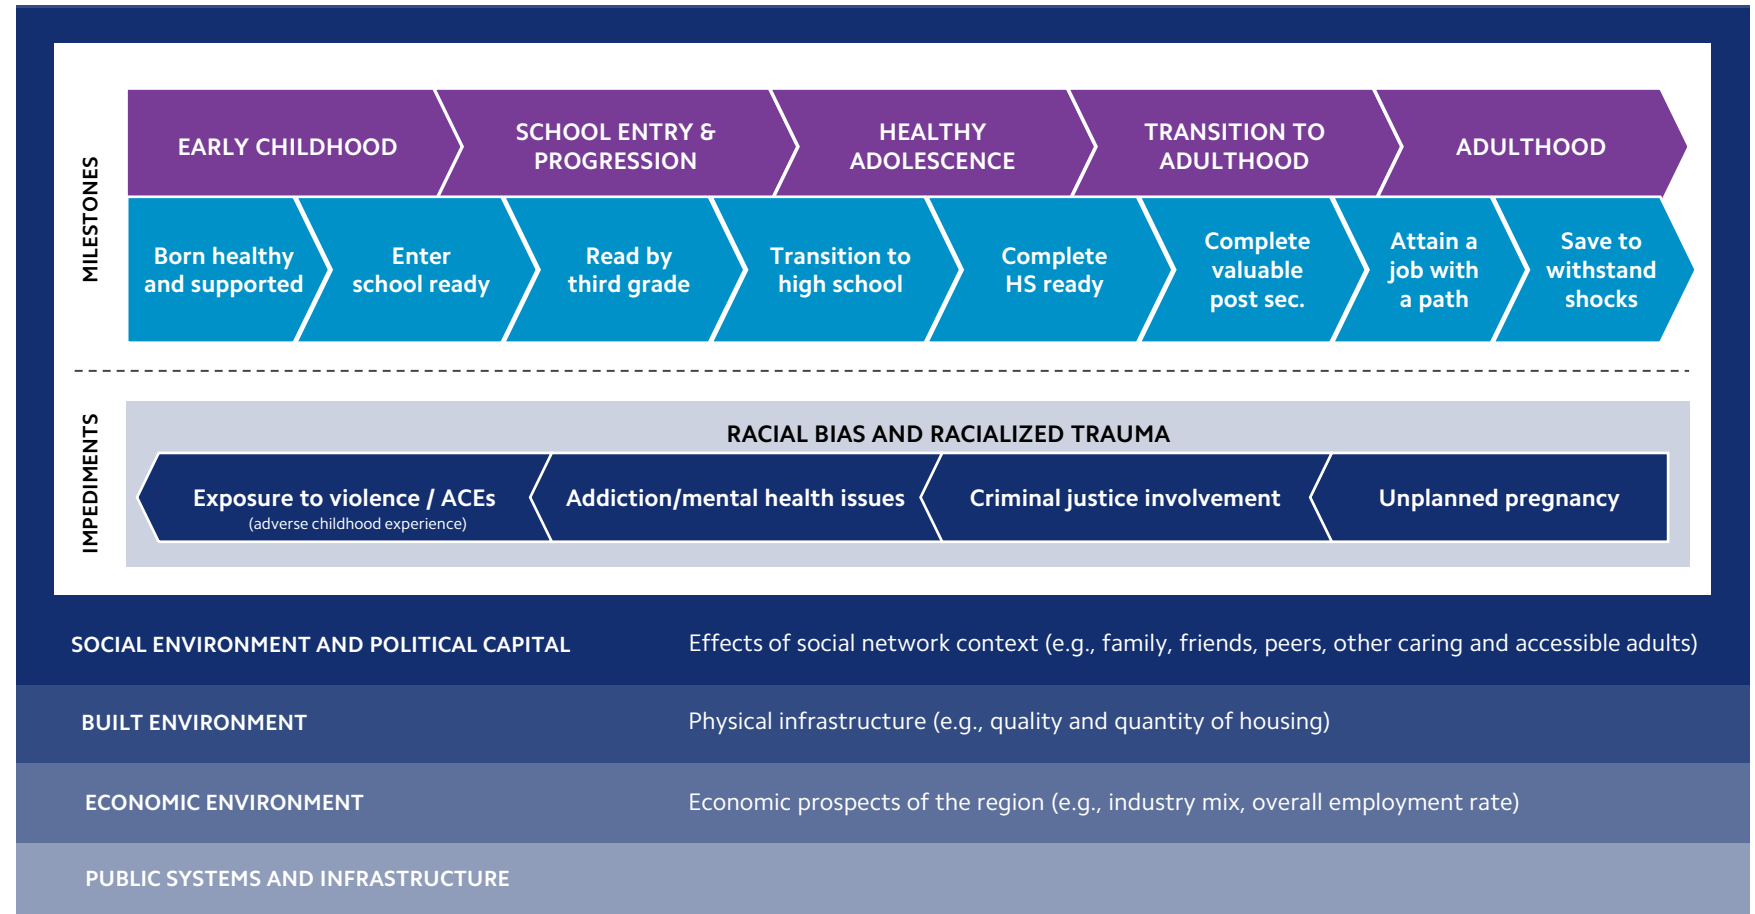 MILESTONES
EARLY CHILDHOOD
SCHOOL ENTRY &
PROGRESSION
HEALTHY
ADOLESCENCE
TRANSITION TO
ADULTHOOD
ADULTHOOD
Born healthy
and supported
Enter
school ready
Read by
third grade
Transition to
high school
Complete
HS ready
Complete
valuable
post sec.
Attain a
job with
a path
Save to
withstand
shocks
IMPEDIMENTS
RACIAL BIAS AND RACIALIZED TRAUMA
Exposure to violence / ACEs
(adverse childhood experience)
Addiction/mental health issues
Criminal justice involvement
Unplanned pregnancy
SOCIAL ENVIRONMENT AND POLITICAL CAPITAL
Effects of social network context (e.g., family, friends, peers, other caring and accessible adults)
BUILT ENVIRONMENT
Physical infrastructure (e.g., quality and quantity of housing)
ECONOMIC ENVIRONMENT
Economic prospects of the region (e.g., industry mix, overall employment rate)
PUBLIC SYSTEMS AND INFRASTRUCTURE